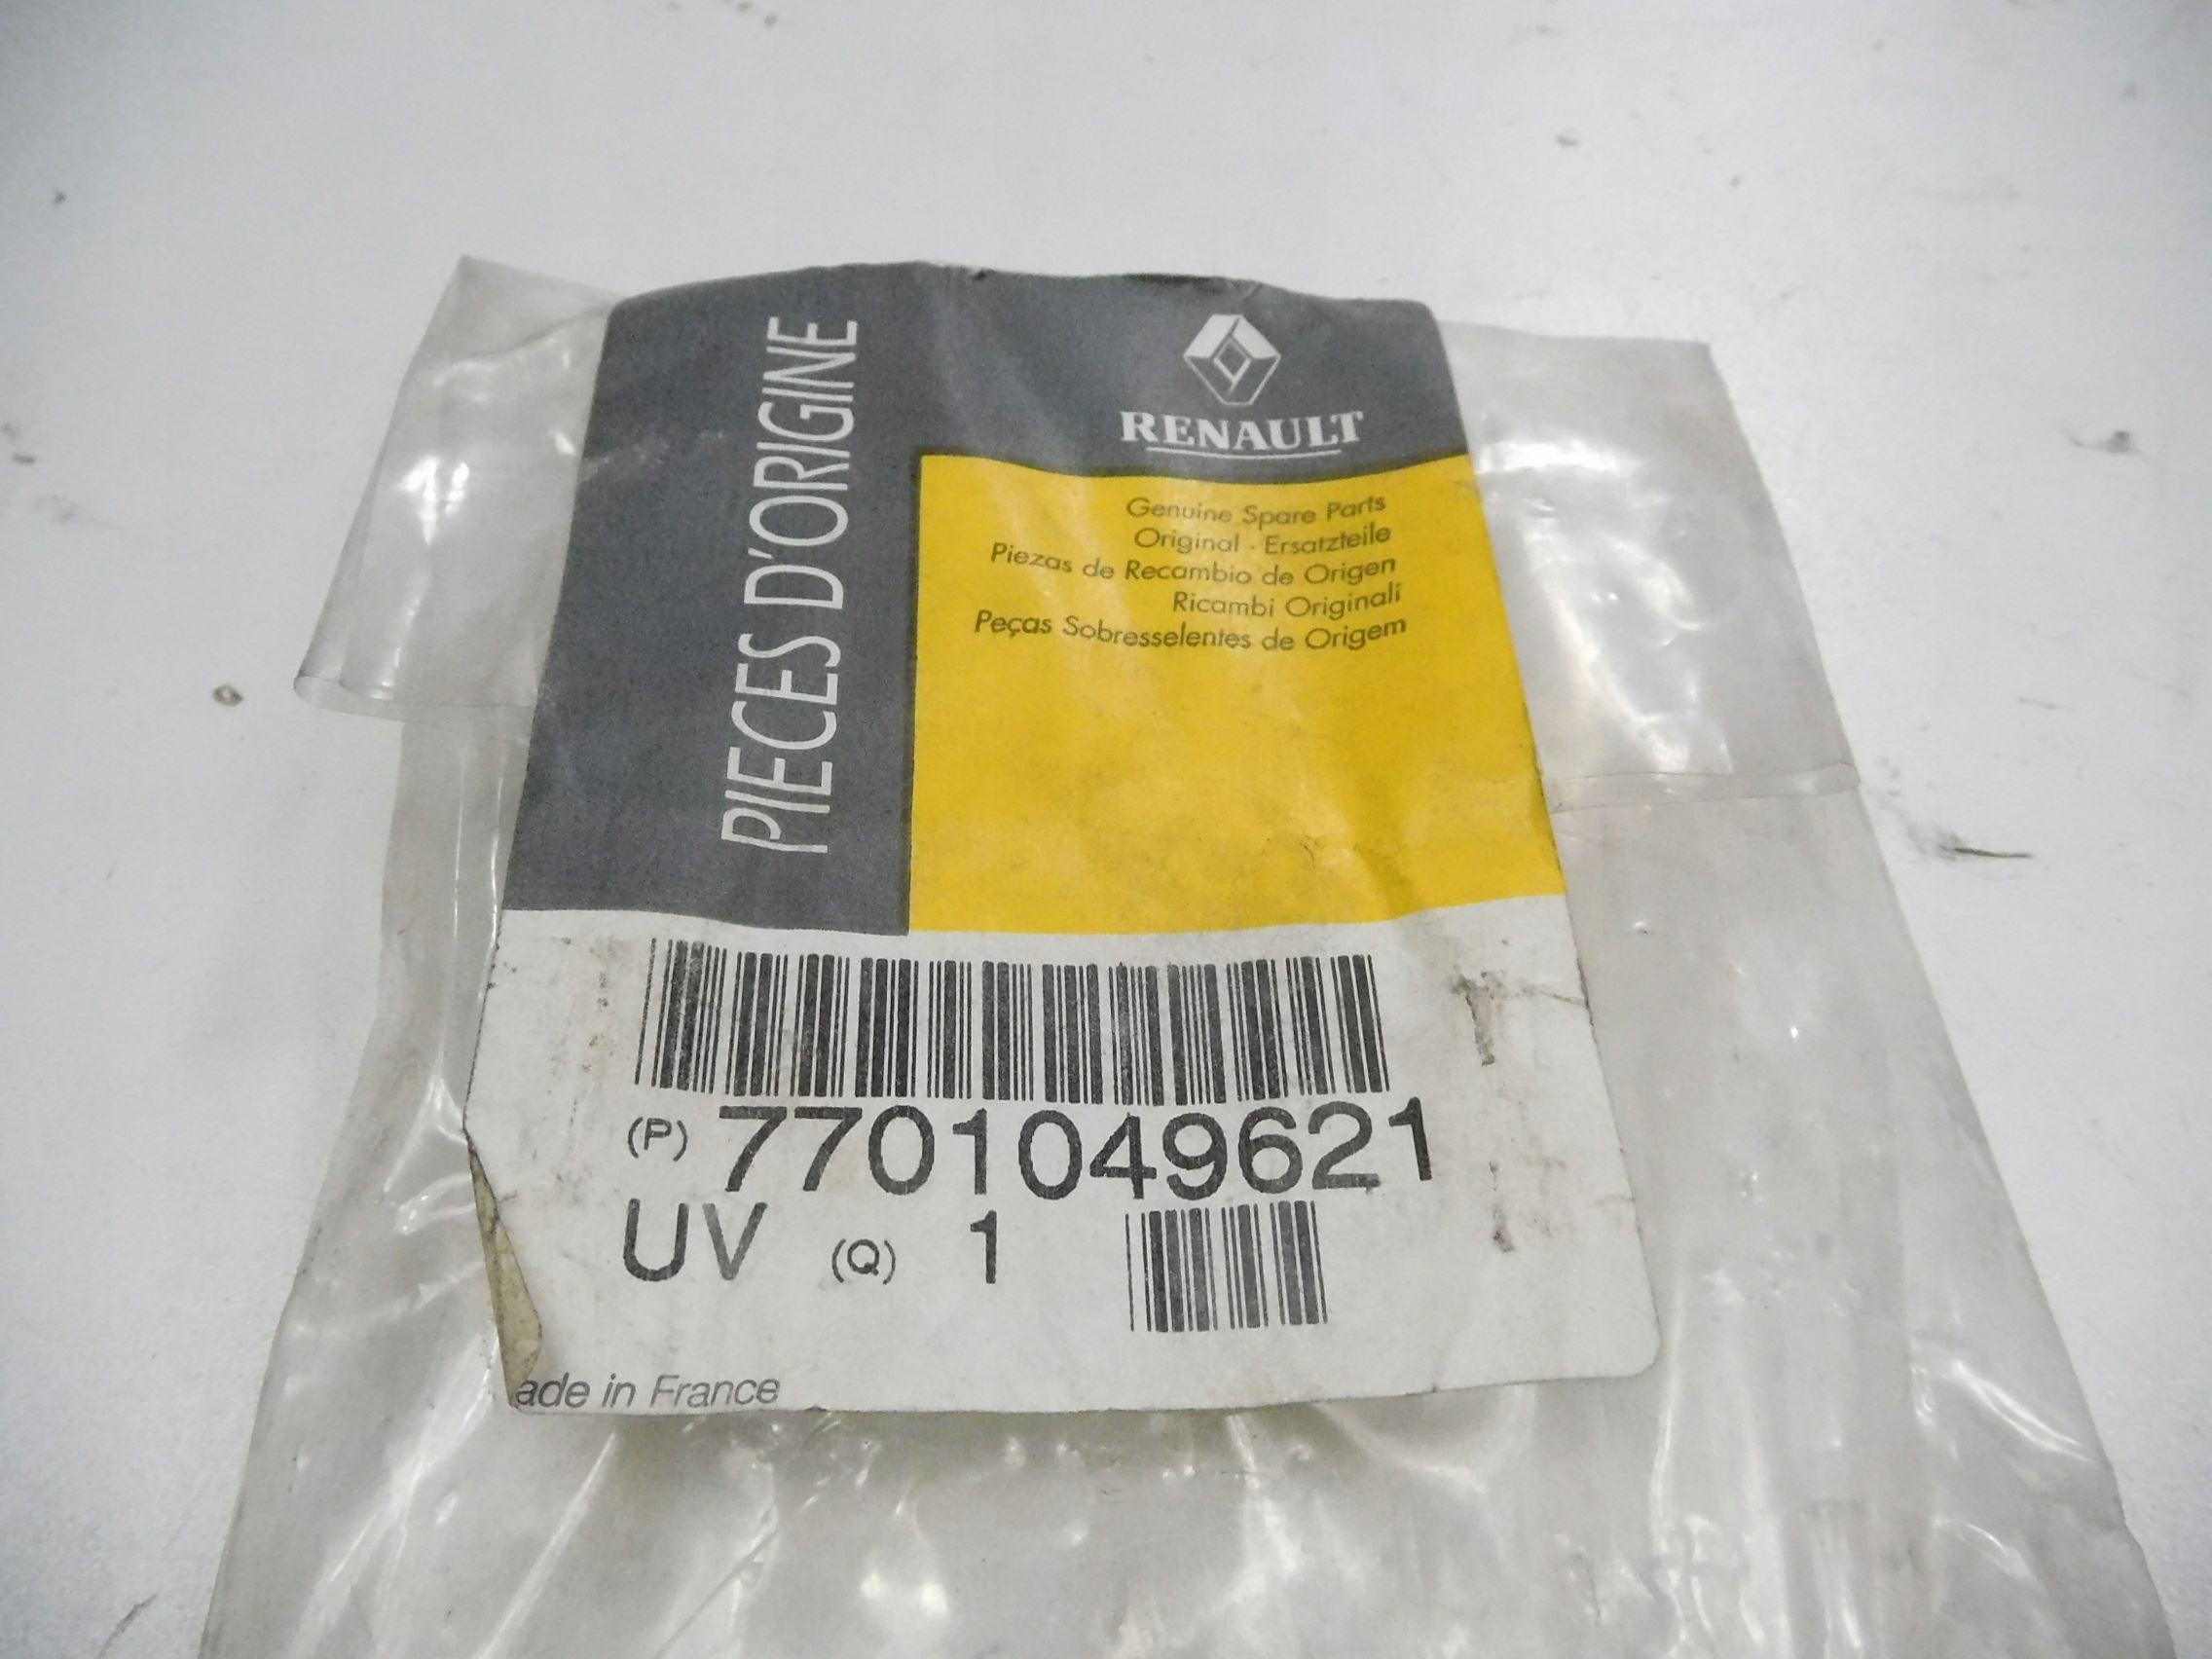 PIECES D'ORIGINE
RENAULT
Genuine Spare Parts
Original - Ersatzteile
Piezas de Recambio de Origen
Ricambi Originali
Peças Sobresselentes de Origem
(P) 7701049621
UV (Q) 1
ade in France